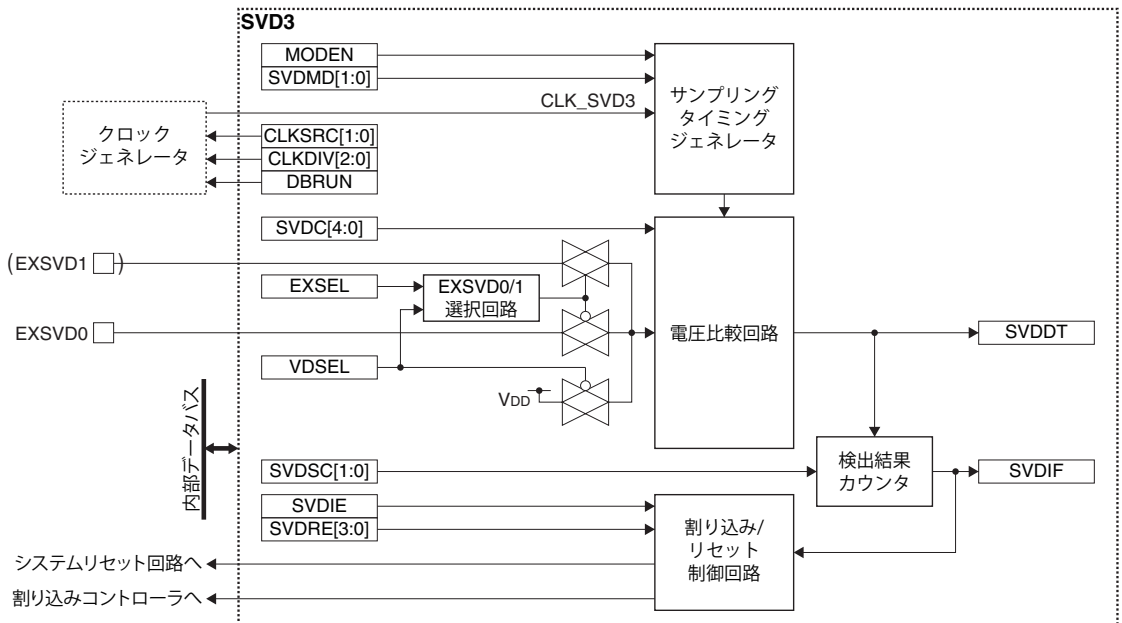 SVD3
MODEN
SVDMD[1:0]
CLK_SVD3
サンプリング
タイミング
ジェネレータ
クロック
ジェネレータ
CLKSRC[1:0]
CLKDIV[2:0]
DBRUN
SVDC[4:0]
(EXSVD1 )
EXSEL
EXSVD0/1
選択回路
EXSVD0
電圧比較回路
SVDDT
VDSEL
VDD
内部データバス
SVDSC[1:0]
検出結果
カウンタ
SVDIF
SVDIE
SVDRE[3:0]
割り込み/
リセット
制御回路
システムリセット回路へ
割り込みコントローラへ